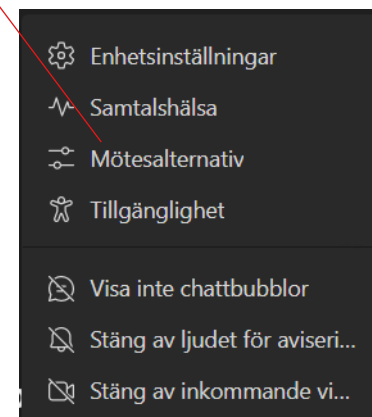 Enhetsinställningar
Samtalshälsa
Mötesalternativ
Tillgänglighet
Visa inte chattbubblor
Stäng av ljudet för aviseri...
Stäng av inkommande vi...